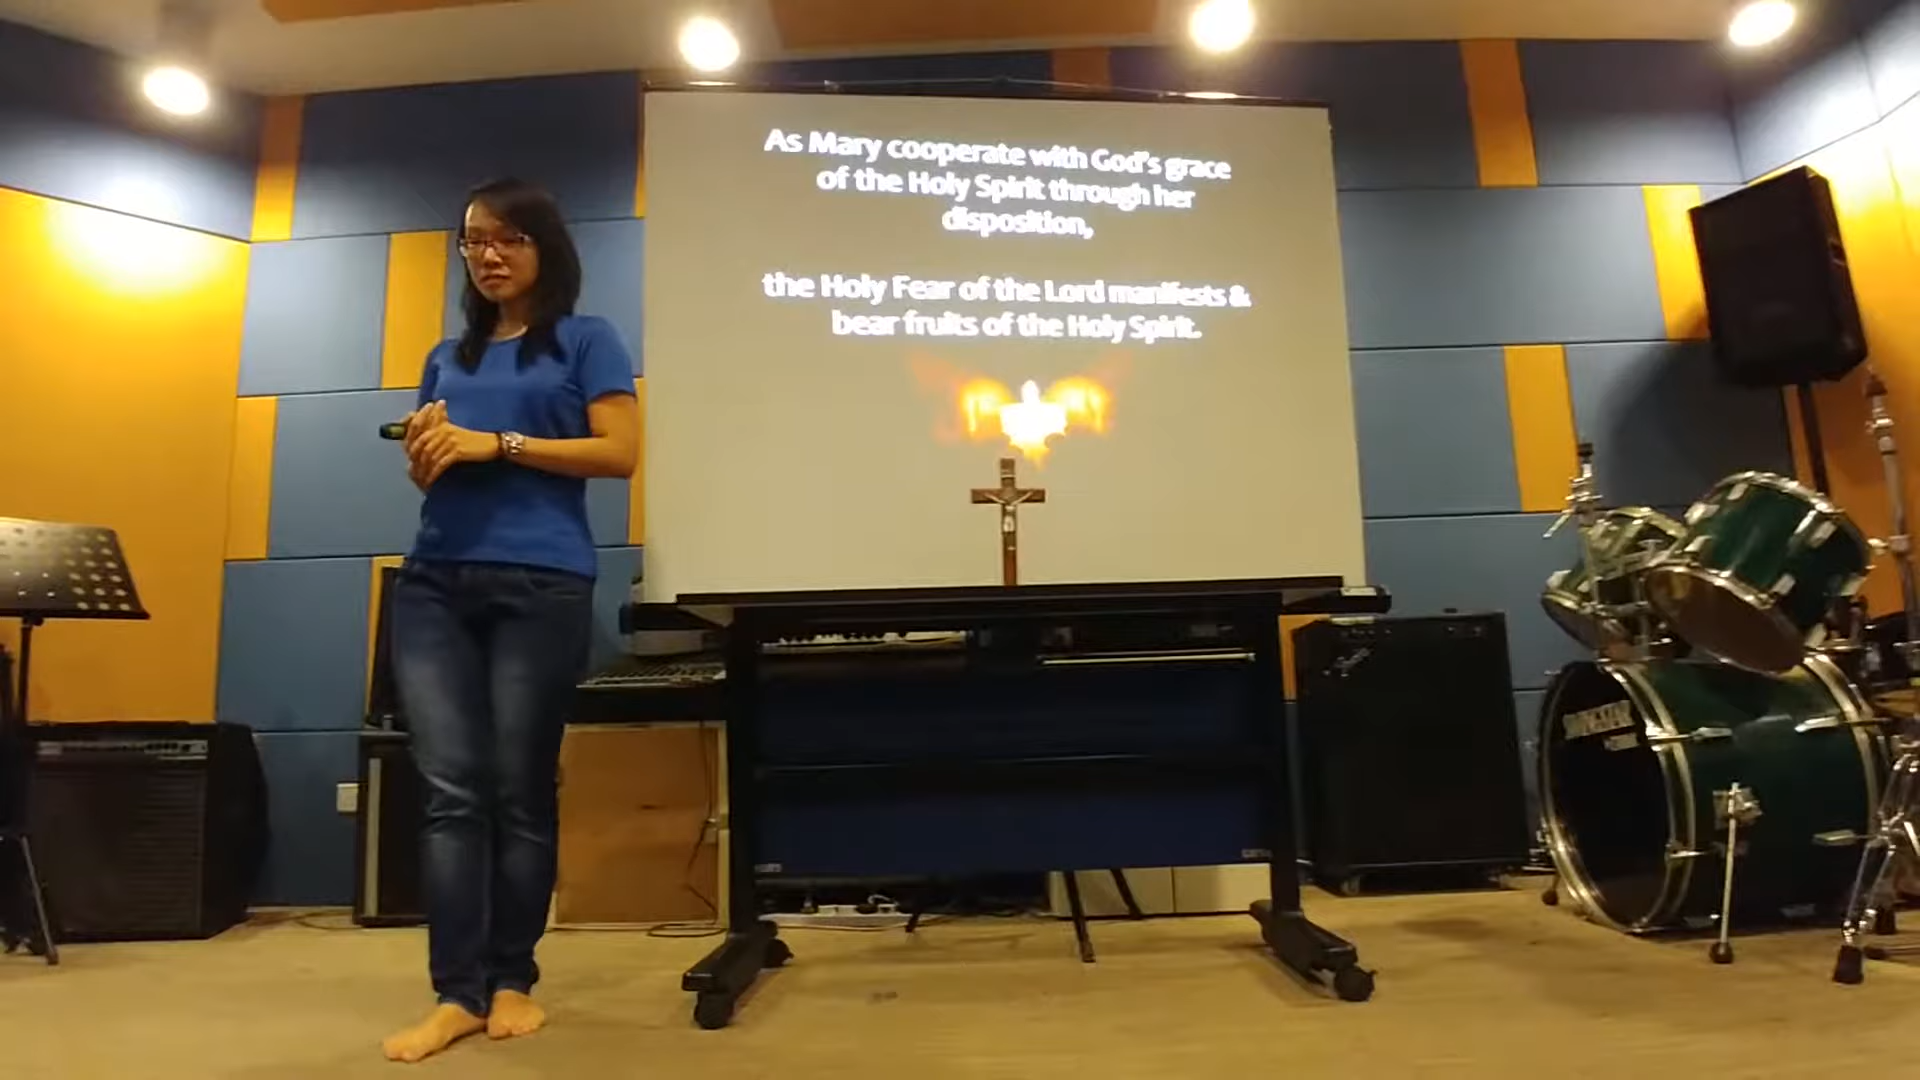 As Mary cooperate with God's grace
of the Holy Spirit through her
disposition,
the Holy Fear of the Lord manifests &
bear fruits of the Holy Spirit.